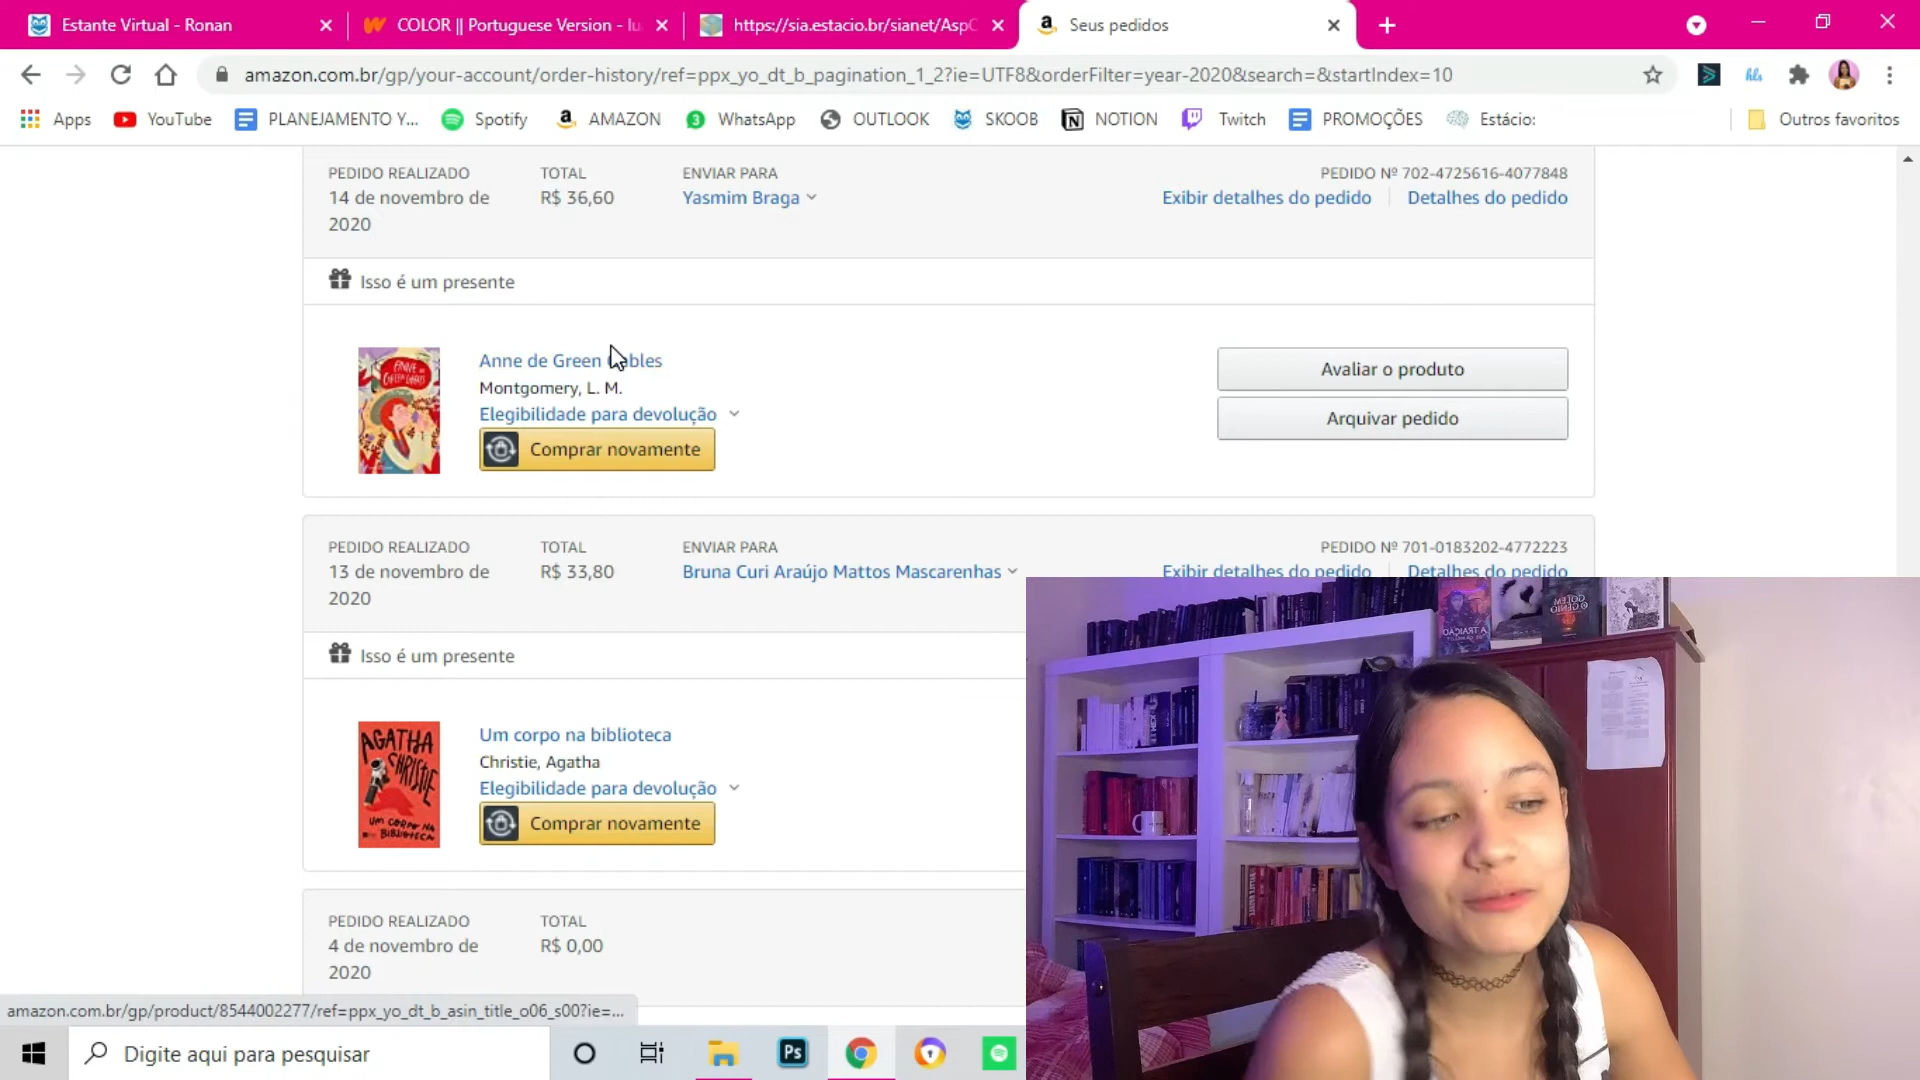 Estante Virtual - Ronan
COLOR || Portuguese Version - lu
https://sia.estacio.br/sianet/AspC
Seus pedidos
amazon.com.br/gp/your-account/order-history/ref=ppx_yo_dt_b_pagination_1_2?ie=UTF8&orderFilter=year-2020&search=&startIndex=10
Apps
YouTube
PLANEJAMENTO Y...
Spotify
AMAZON
WhatsApp
OUTLOOK
SKOOB
NOTION
Twitch
PROMOÇÕES
Estácio:
Outros favoritos
PEDIDO REALIZADO
14 de novembro de
2020
TOTAL
R$ 36,60
ENVIAR PARA
Yasmim Braga
PEDIDO Nº 702-4725616-4077848
Exibir detalhes do pedido
Detalhes do pedido
Isso é um presente
Anne de Green
Montgomery, L. M.
Elegibilidade para devolução
Comprar novamente
Avaliar o produto
Arquivar pedido
PEDIDO REALIZADO
13 de novembro de
2020
TOTAL
R$ 33,80
ENVIAR PARA
Bruna Curi Araújo Mattos Mascarenhas
PEDIDO Nº 701-0183202-4772223
Exibir detalhes do pedido
Detalhes do pedido
Isso é um presente
AGATHA
CHRISTIE
UM CORPO NA
BIBLIOTECA
Um corpo na biblioteca
Christie, Agatha
Elegibilidade para devolução
Comprar novamente
PEDIDO REALIZADO
4 de novembro de
2020
TOTAL
R$ 0,00
amazon.com.br/gp/product/8544002277/ref=ppx_yo_dt_b_asin_title_o06_s00?ie=...
Digite aqui para pesquisar
Ps